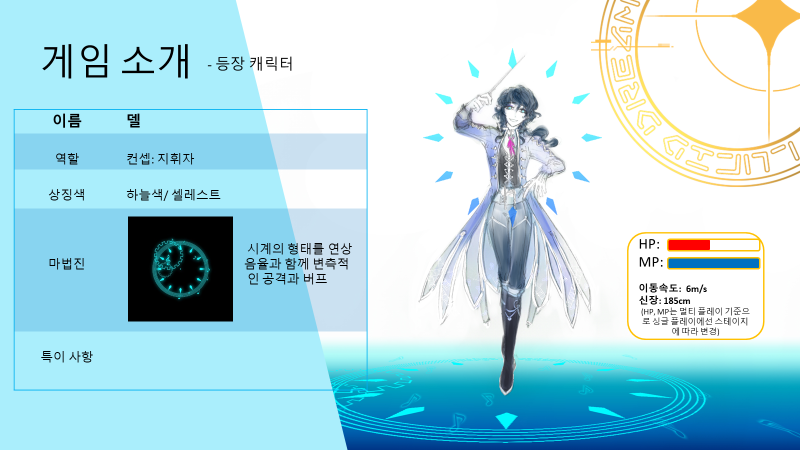 게임 소개 - 등장 캐릭터
이름 델
역할 컨셉: 지휘자
상징색 하늘색/ 셀레스트
마법진
시계의 형태를 연상
음율과 함께 변측적
인 공격과 버프
특이 사항
HP:
MP:
이동속도: 6m/s
신장: 185cm
(HP, MP는 멀티 플레이 기준으
로 싱글 플레이에선 스테이지
에 따라 변경)